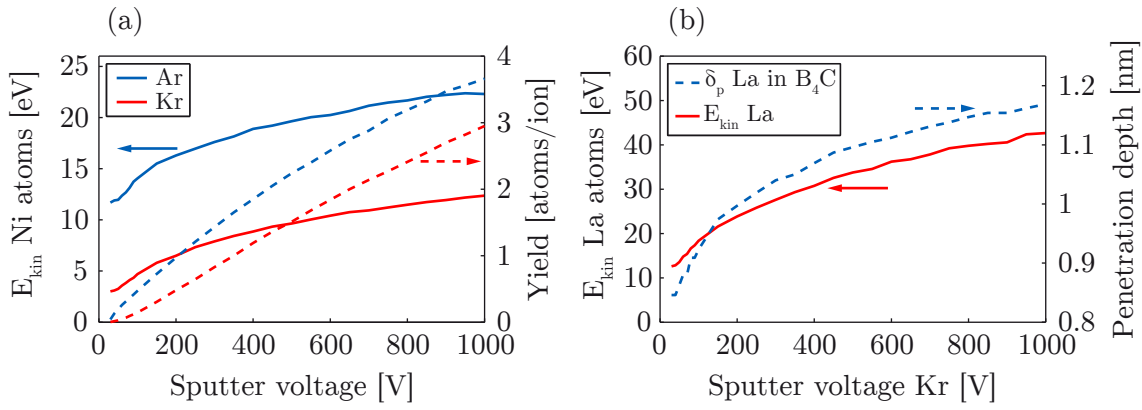 (a)
E_kin Ni atoms [eV]
25
20
15
10
5
0
Ar
Kr
4
3
2
1
0
Yield [atoms/ion]
0 200 400 600 800 1000
Sputter voltage [V]
(b)
E_kin La atoms [eV]
60
50
40
30
20
10
0
δ_p La in B₄C
E_kin La
1.2
1.1
1
0.9
0.8
Penetration depth [nm]
0 200 400 600 800 1000
Sputter voltage Kr [V]